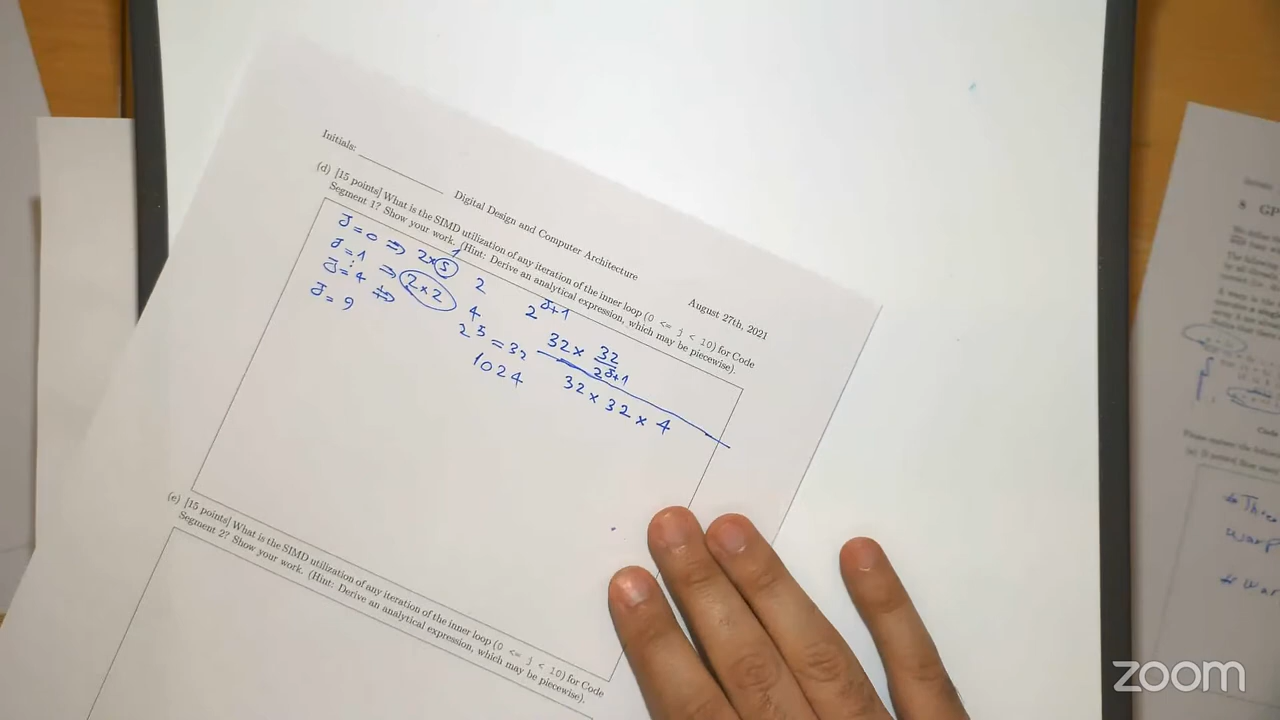 Initials:
Digital Design and Computer Architecture
August 27th, 2021
(d) [15 points] What is the SIMD utilization of any iteration of the inner loop (0 <= j < 10) for Code
Segment 1? Show your work. (Hint: Derive an analytical expression, which may be piecewise).
J=0 ⇒ 2×5 2 2^J+1
J=1 ⇒ 2×2 4 32× 32
J=4 2^5 = 32 2^J+1
J=9 1024 32×32×4
(e) [15 points] What is the SIMD utilization of any iteration of the inner loop (0 <= j < 10) for Code
Segment 2? Show your work. (Hint: Derive an analytical expression, which may be piecewise).
8 GP
zoom